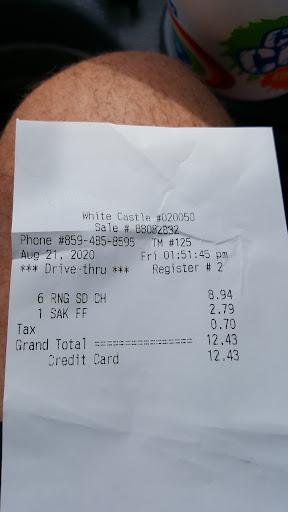 White Castle #020050
Sale # 88082832
Phone #859-485-8595 TM #125
Aug 21, 2020 Fri 01:51:45 pm
*** Drive-thru *** Register # 2
6 RNG SD CH 8.94
1 SAK FF 2.79
Tax 0.70
Grand Total ================ 12.43
Credit Card 12.43